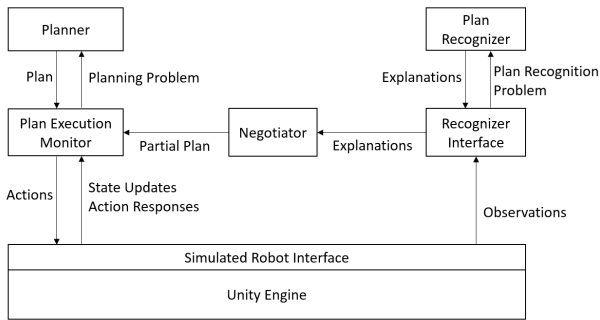 Planner
Plan
Recognizer
Plan
Planning Problem
Explanations
Plan Recognition
Problem
Plan Execution
Monitor
Partial Plan
Negotiator
Explanations
Recognizer
Interface
Actions
State Updates
Action Responses
Observations
Simulated Robot Interface
Unity Engine